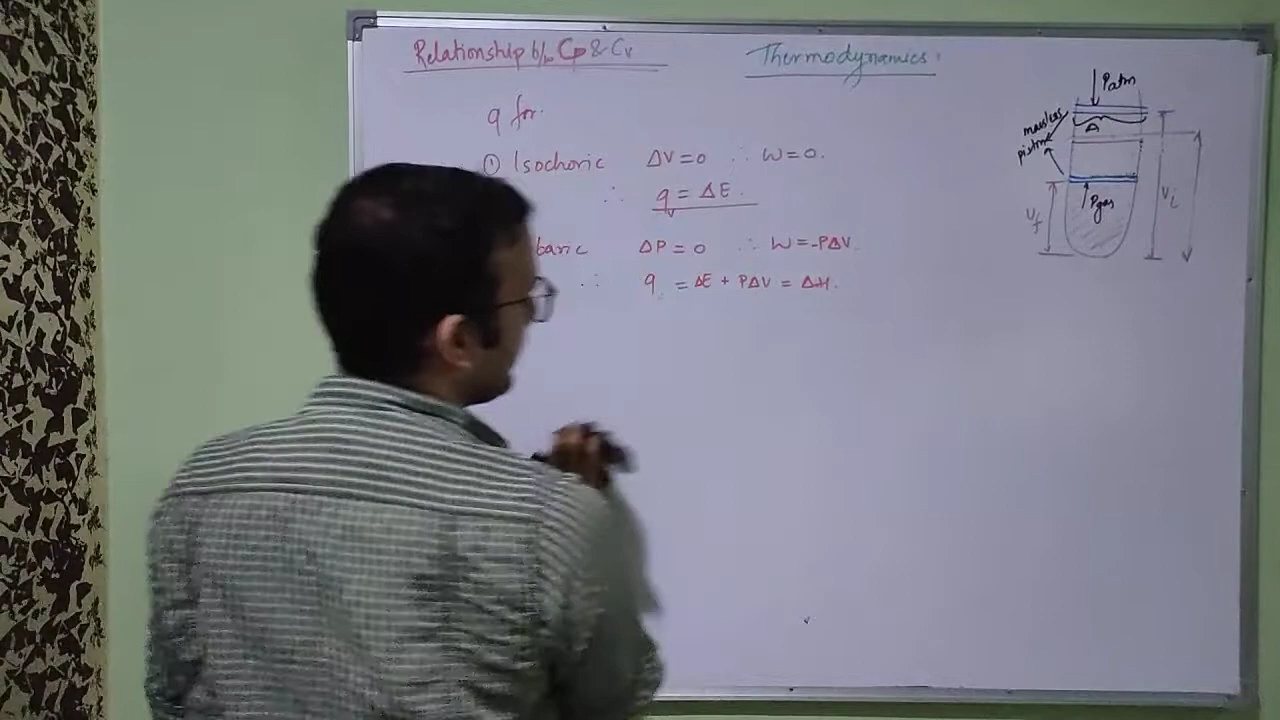 Relationship b/w Cp & Cv
Thermodynamics.
q for.
① Isochoric ΔV=0 ∴ W=0.
∴ qv = ΔE.
baric ΔP=0 ∴ W=-PΔV.
∴ q = ΔE + PΔV = ΔH.
Patm
massless
piston
A
Pgas
Vf
Vi